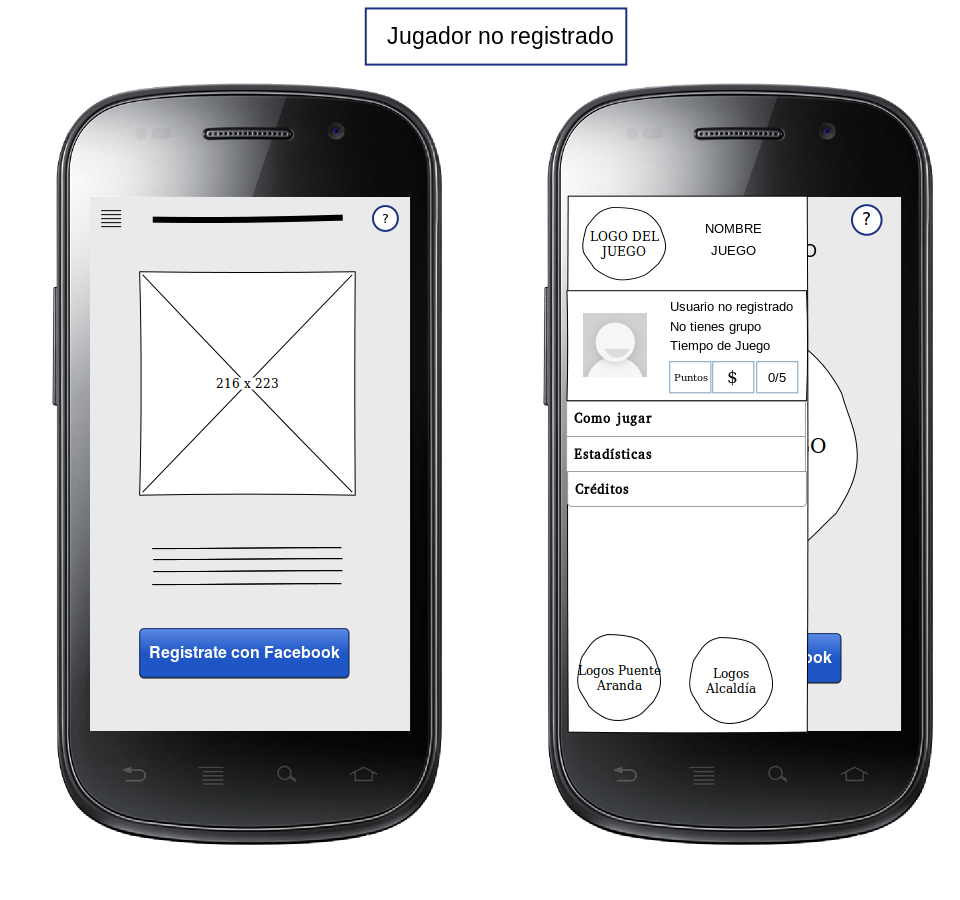 Jugador no registrado
?
216 x 223
Registrate con Facebook
LOGO DEL
JUEGO
NOMBRE
JUEGO
?
O
Usuario no registrado
No tienes grupo
Tiempo de Juego
Puntos
$
0/5
Como jugar
Estadísticas
Créditos
O
Logos Puente
Aranda
Logos
Alcaldía
ook